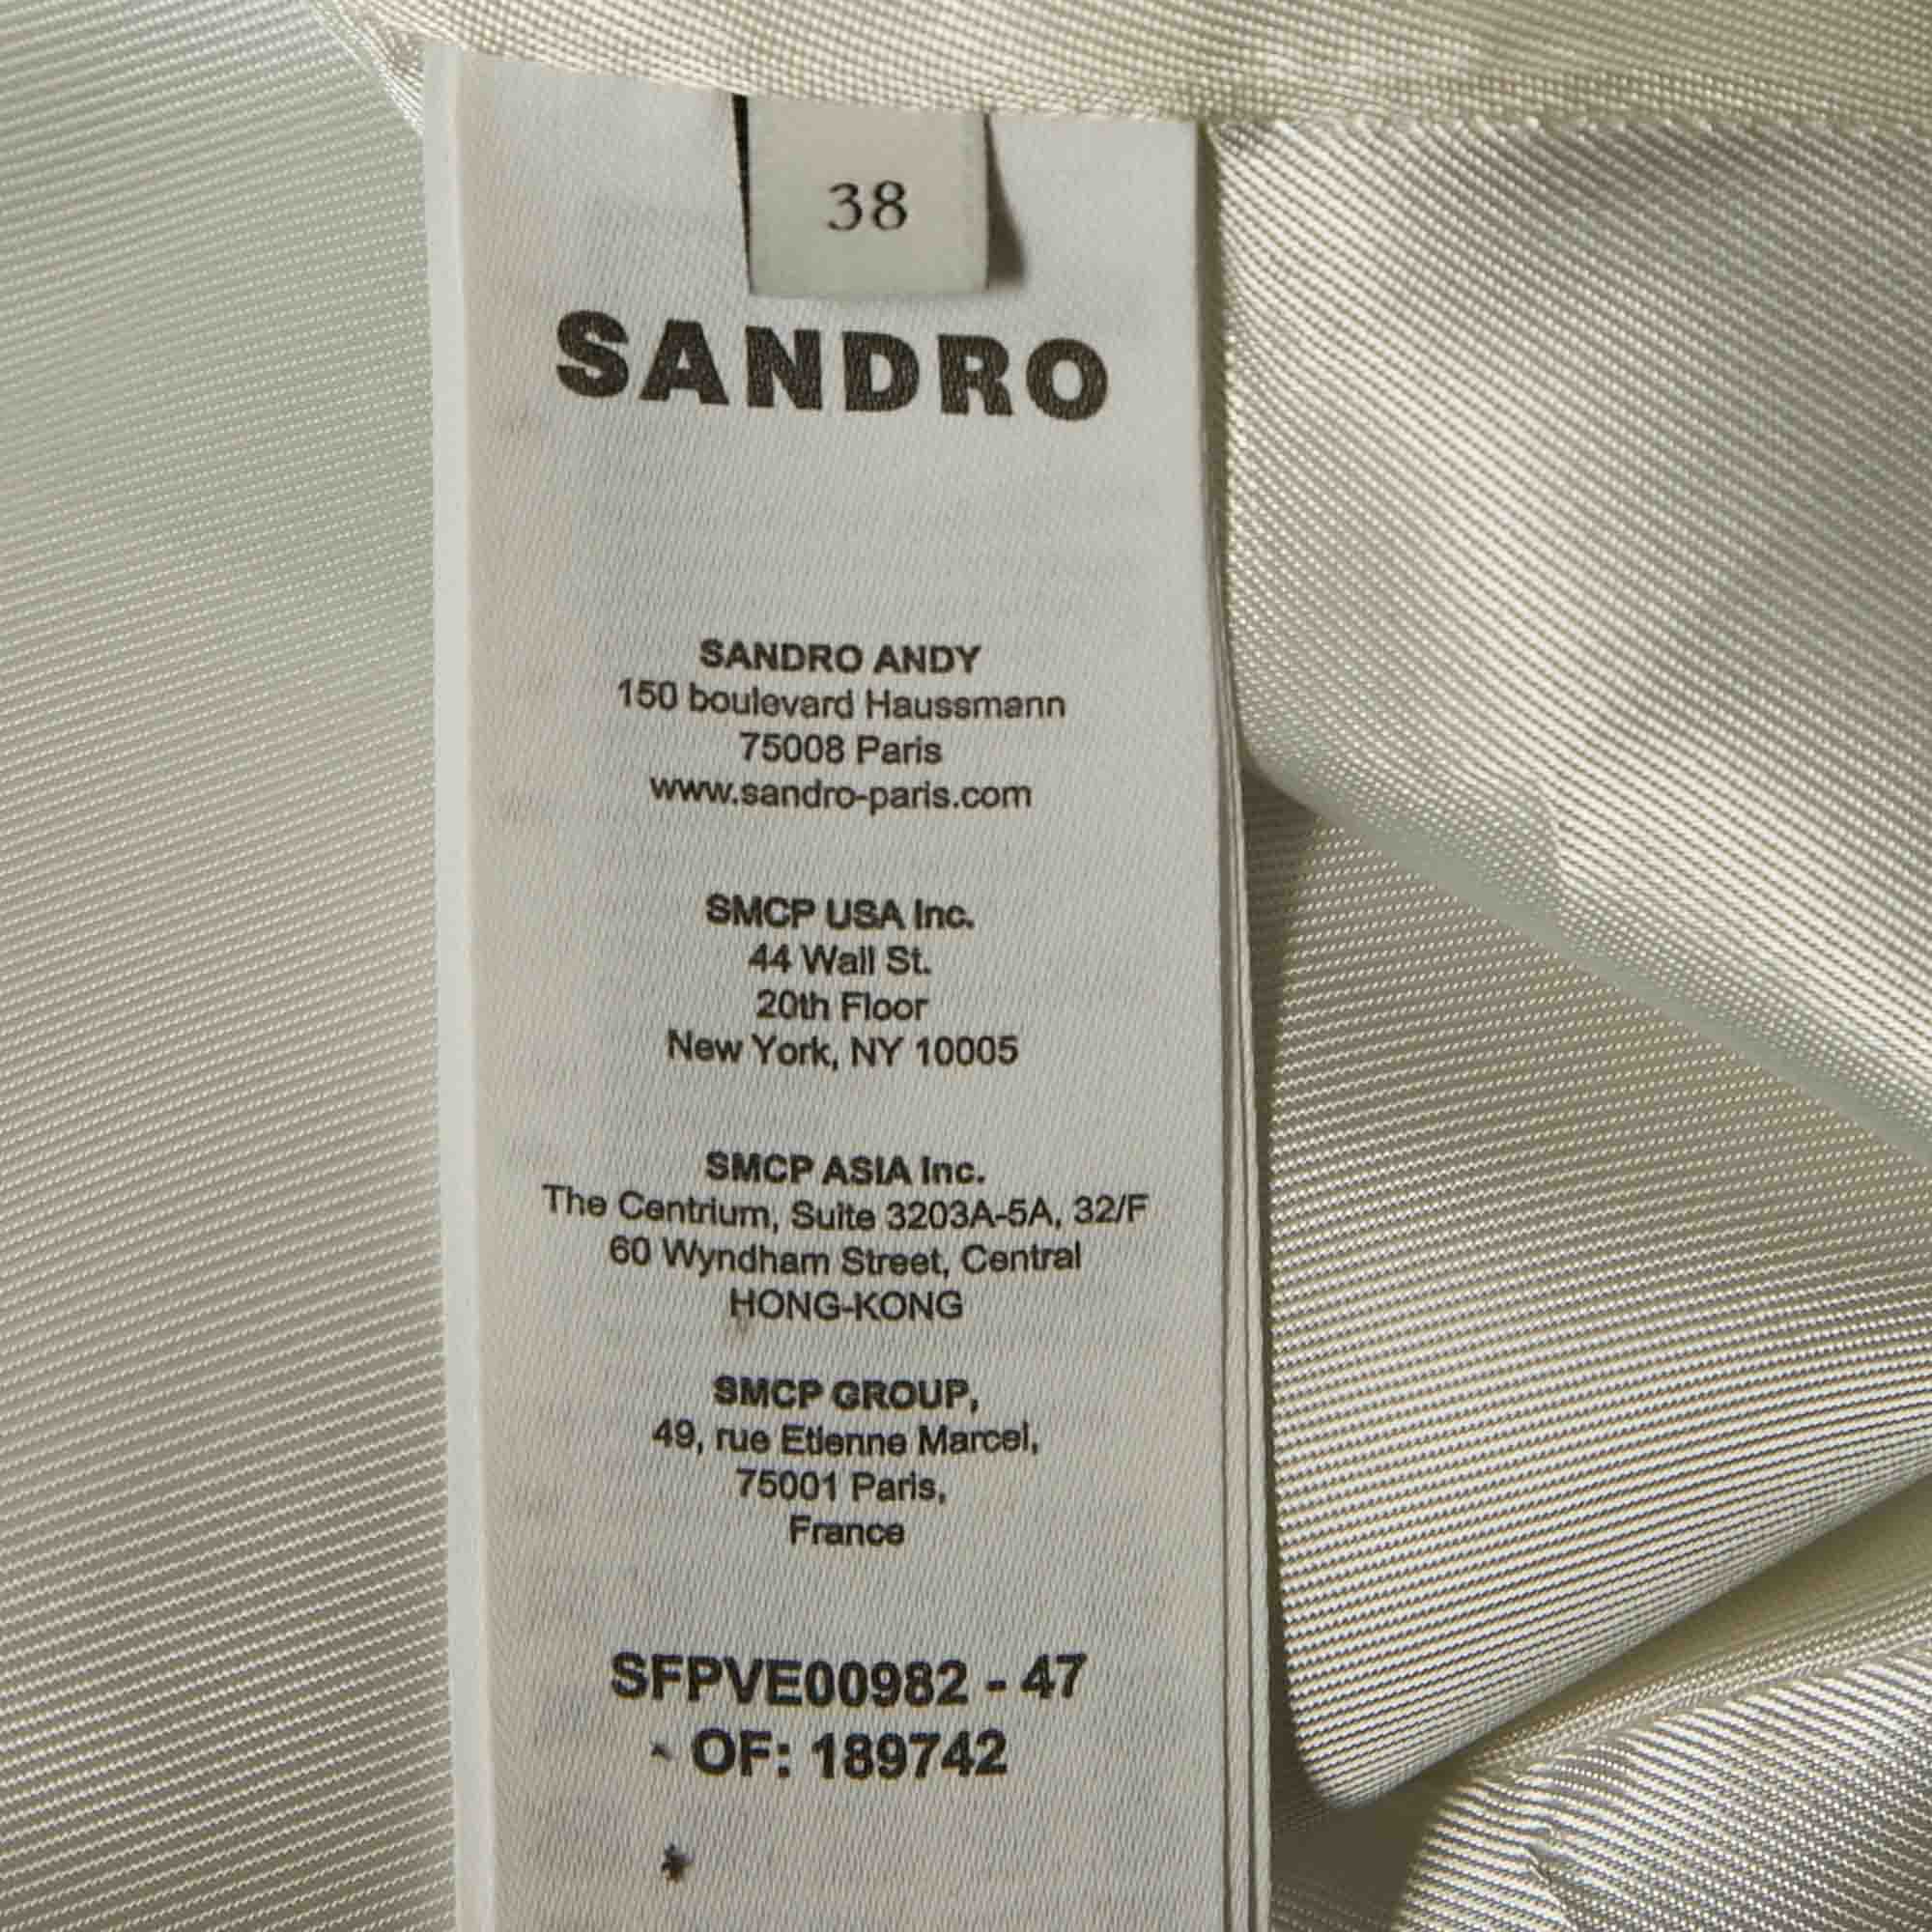 38
SANDRO
SANDRO ANDY
150 boulevard Haussmann
75008 Paris
www.sandro-paris.com
SMCP USA Inc.
44 Wall St.
20th Floor
New York, NY 10005
SMCP ASIA Inc.
The Centrium, Suite 3203A-5A, 32/F
60 Wyndham Street, Central
HONG-KONG
SMCP GROUP,
49, rue Etienne Marcel,
75001 Paris,
France
SFPVE00982 - 47
OF: 189742